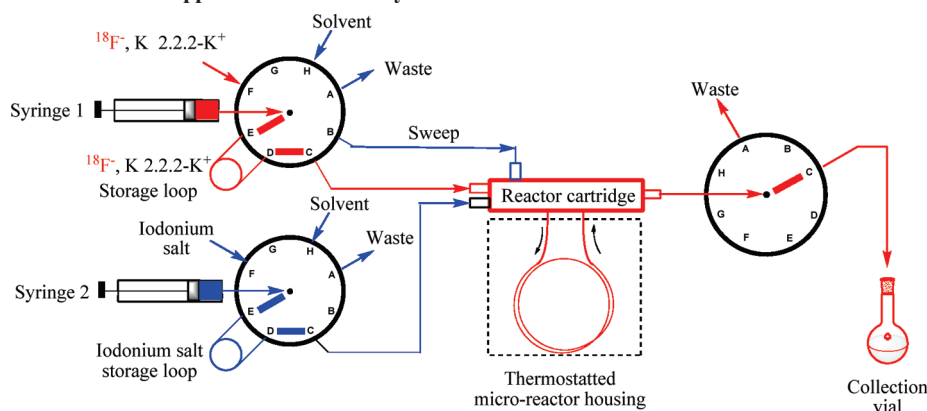 Solvent
¹⁸F⁻, K 2.2.2-K⁺
Waste
G
H
F
A
Syringe 1
E
B
D
C
Sweep
¹⁸F⁻, K 2.2.2-K⁺
Storage loop
Reactor cartridge
Waste
A
B
H
C
G
D
F
E
Solvent
Iodonium
salt
Waste
G
H
F
A
Syringe 2
E
B
D
C
Iodonium salt
storage loop
Thermostatted
micro-reactor housing
Collection
vial